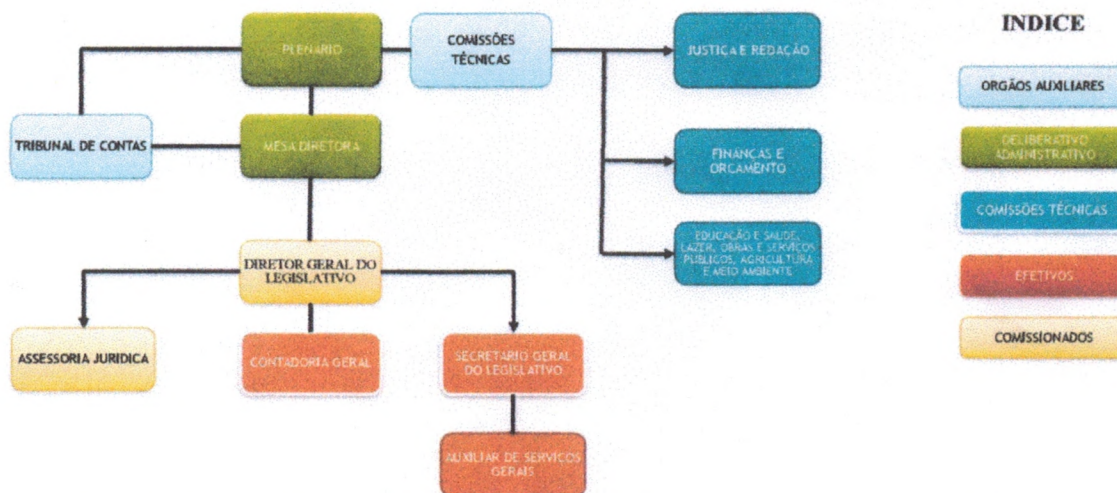 PLENÁRIO
COMISSÕES
TÉCNICAS
JUSTIÇA E REDAÇÃO
TRIBUNAL DE CONTAS
MESA DIRETORA
FINANÇAS E
ORÇAMENTO
EDUCAÇÃO E SAUDE,
LAZER, OBRAS E SERVIÇOS
PUBLICOS, AGRICULTURA
E MEIO AMBIENTE
DIRETOR GERAL DO
LEGISLATIVO
ASSESSORIA JURIDICA
CONTADORIA GERAL
SECRETARIO GERAL
DO LEGISLATIVO
AUXILIAR DE SERVIÇOS
GERAIS
INDICE
ORGÃOS AUXILIARES
DELIBERATIVO
ADMINISTRATIVO
COMISSÕES TÉCNICAS
EFETIVOS
COMISSIONADOS